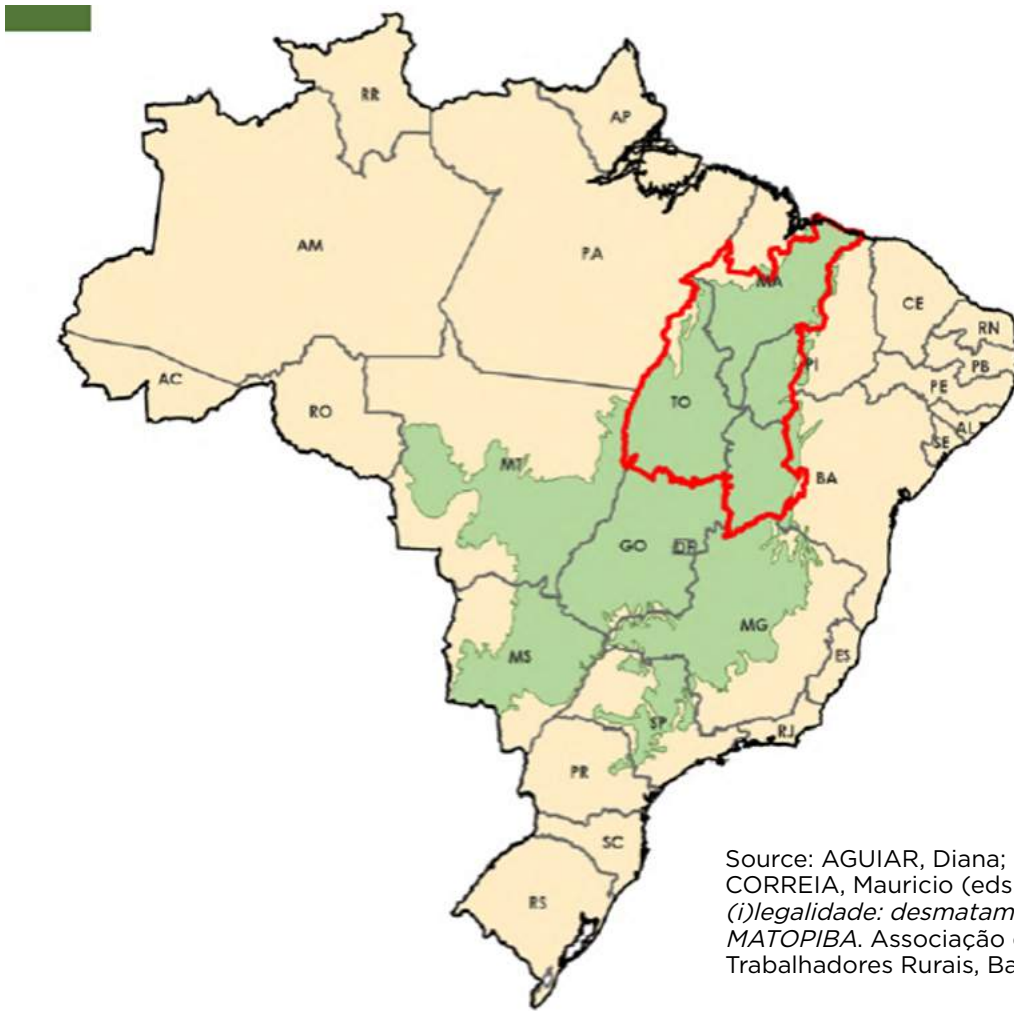 RR
AP
AM
PA
MA
CE
RN
PB
PI
PE
AC
TO
AL
RO
SE
MT
BA
GO
DF
MG
MS
ES
SP
RJ
PR
SC
RS
Source: AGUIAR, Diana;
CORREIA, Mauricio (eds
(i)legalidade: desmatam
MATOPIBA. Associação
Trabalhadores Rurais, Ba